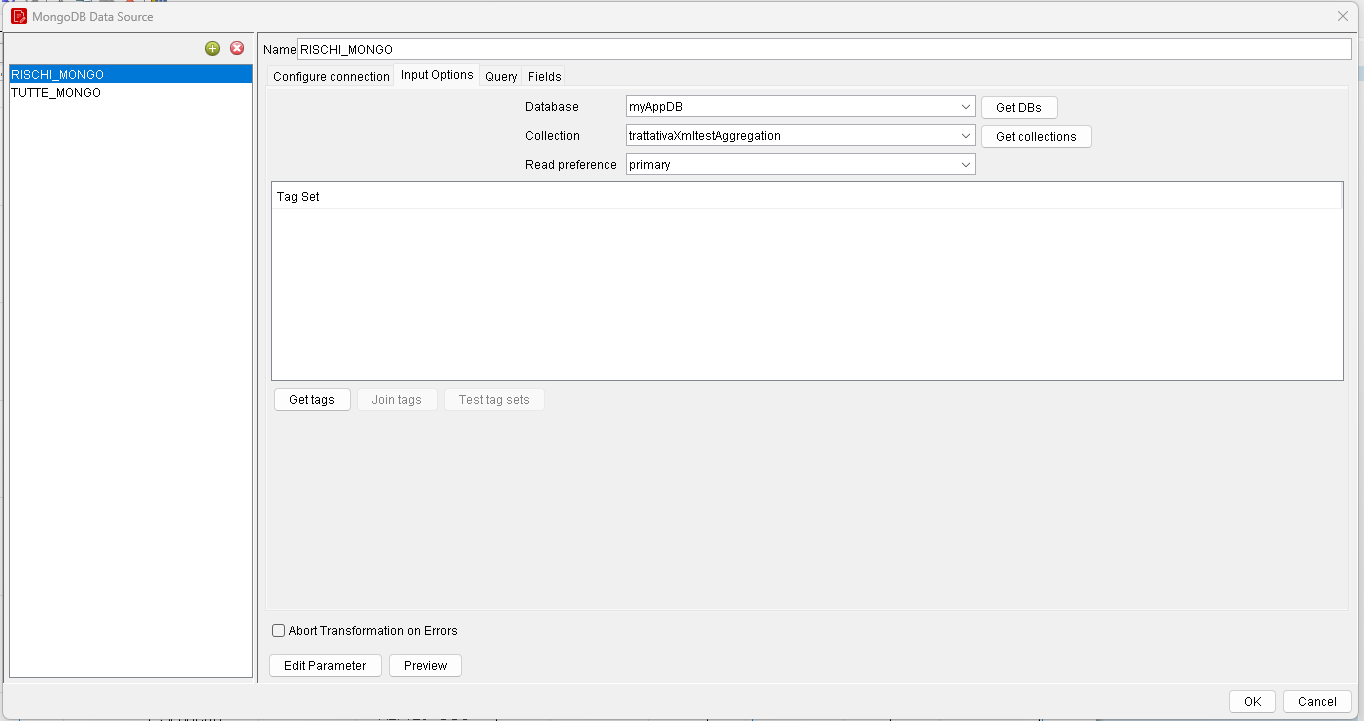 MongoDB Data Source
RISCHI_MONGO
TUTTE_MONGO
Name RISCHI_MONGO
Configure connection Input Options Query Fields
Database myAppDB Get DBs
Collection trattativaXmltestAggregation Get collections
Read preference primary
Tag Set
Get tags Join tags Test tag sets
Abort Transformation on Errors
Edit Parameter Preview
OK Cancel